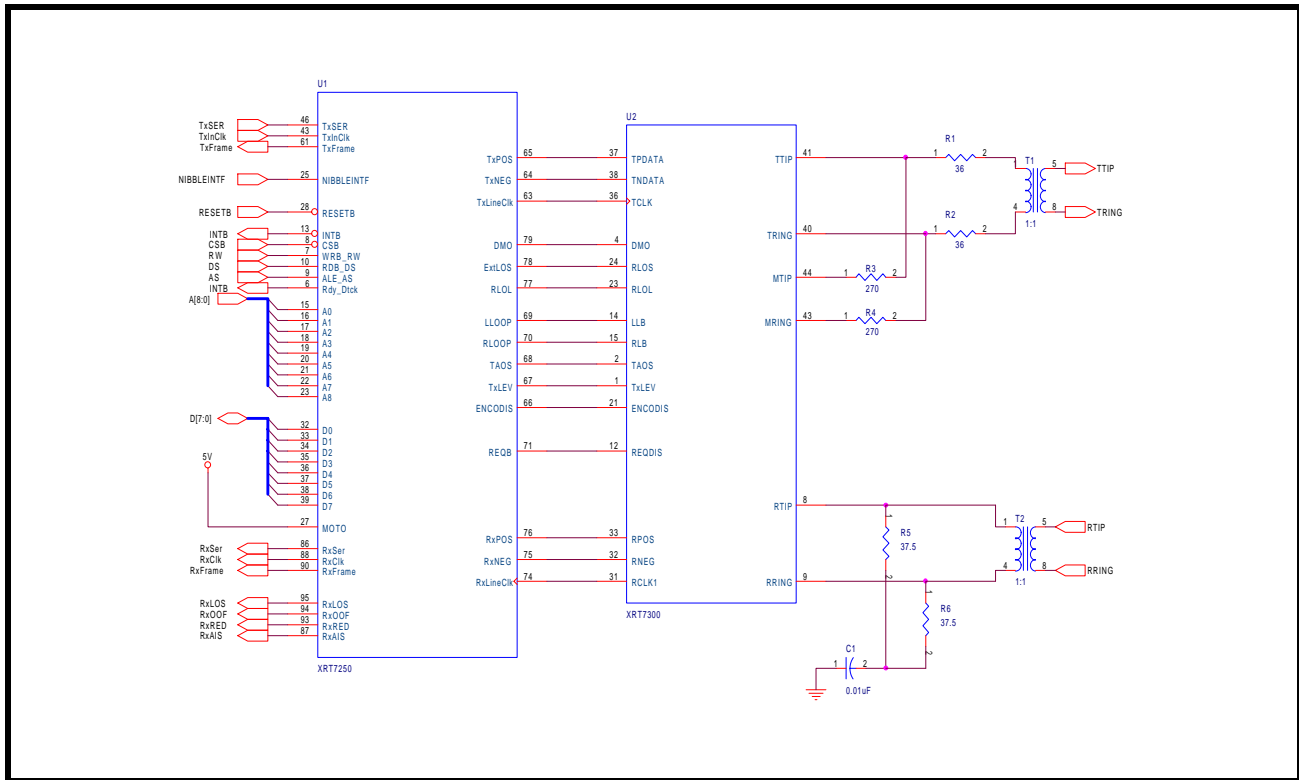 U1
TxSER 46 TxSER
TxInClk 43 TxInClk
TxFrame 61 TxFrame
NIBBLEINTF 25 NIBBLEINTF
RESETB 28 RESETB
INTB 13 INTB
CSB 8 CSB
RW 7 WRB_RW
DS 10 RDB_DS
AS 9 ALE_AS
INTB 6 Rdy_Dtck
A[8:0]
15 A0
16 A1
17 A2
18 A3
19 A4
20 A5
21 A6
22 A7
23 A8
D[7:0]
32 D0
33 D1
34 D2
35 D3
36 D4
37 D5
38 D6
39 D7
5V
27 MOTO
RxSer 86 RxSer
RxClk 88 RxClk
RxFrame 90 RxFrame
RxLOS 95 RxLOS
RxOOF 94 RxOOF
RxRED 93 RxRED
RxAIS 87 RxAIS
XRT7250
U2
TxPOS 65 37 TPDATA
TxNEG 64 38 TNDATA
TxLineClk 63 36 TCLK
DMO 79 4 DMO
ExtLOS 78 24 RLOS
RLOL 77 23 RLOL
LLOOP 69 14 LLB
RLOOP 70 15 RLB
TAOS 68 2 TAOS
TxLEV 67 1 TxLEV
ENCODIS 66 21 ENCODIS
REQB 71 12 REQDIS
RxPOS 76 33 RPOS
RxNEG 75 32 RNEG
RxLineClk 74 31 RCLK1
XRT7300
TTIP 41
TRING 40
MTIP 44
MRING 43
RTIP 8
RRING 9
R1
1 2
36
R2
36
R3
1 2
270
R4
1 2
270
T1
1 5 TTIP
4 8 TRING
1:1
R5
1 2
37.5
R6
1 2
37.5
C1
1 2
0.01uF
T2
1 5 RTIP
4 8 RRING
1:1